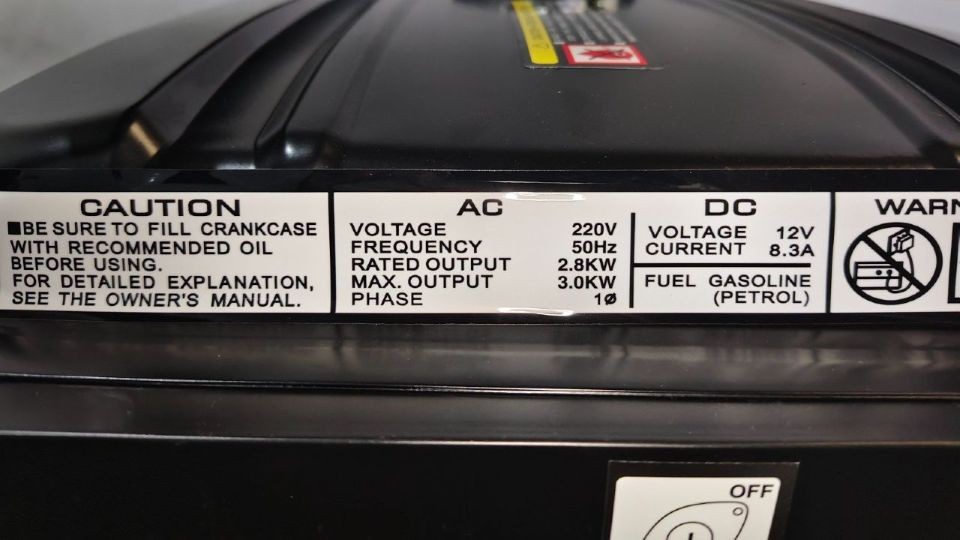 CAUTION
■BE SURE TO FILL CRANKCASE
WITH RECOMMENDED OIL
BEFORE USING.
FOR DETAILED EXPLANATION,
SEE THE OWNER'S MANUAL.
AC
VOLTAGE 220V
FREQUENCY 50Hz
RATED OUTPUT 2.8KW
MAX. OUTPUT 3.0KW
PHASE 1Ø
DC
VOLTAGE 12V
CURRENT 8.3A
FUEL GASOLINE
(PETROL)
WARN
OFF